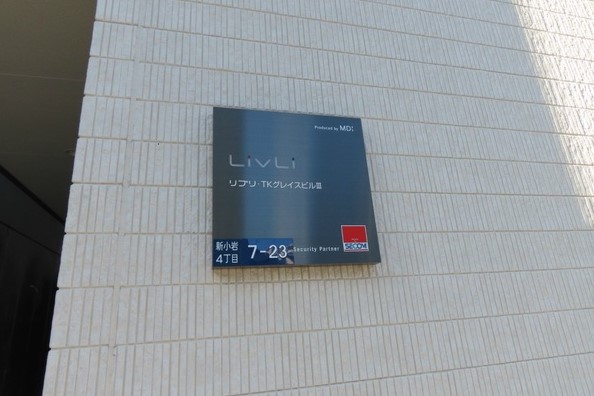 Produced by MDI
LivLi
リブリ・TKグレイスビルⅢ
新小岩
4丁目
7-23
Security Partner
SECOM